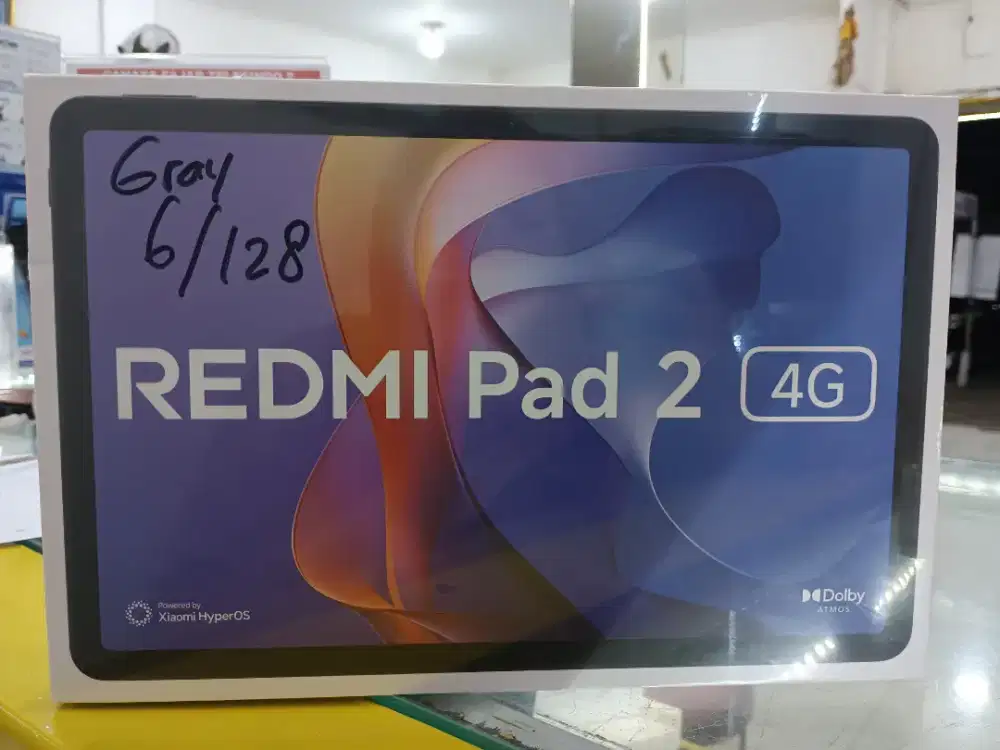 Gray
6/128
REDMI Pad 2 4G
Powered by
Xiaomi HyperOS
Dolby
ATMOS